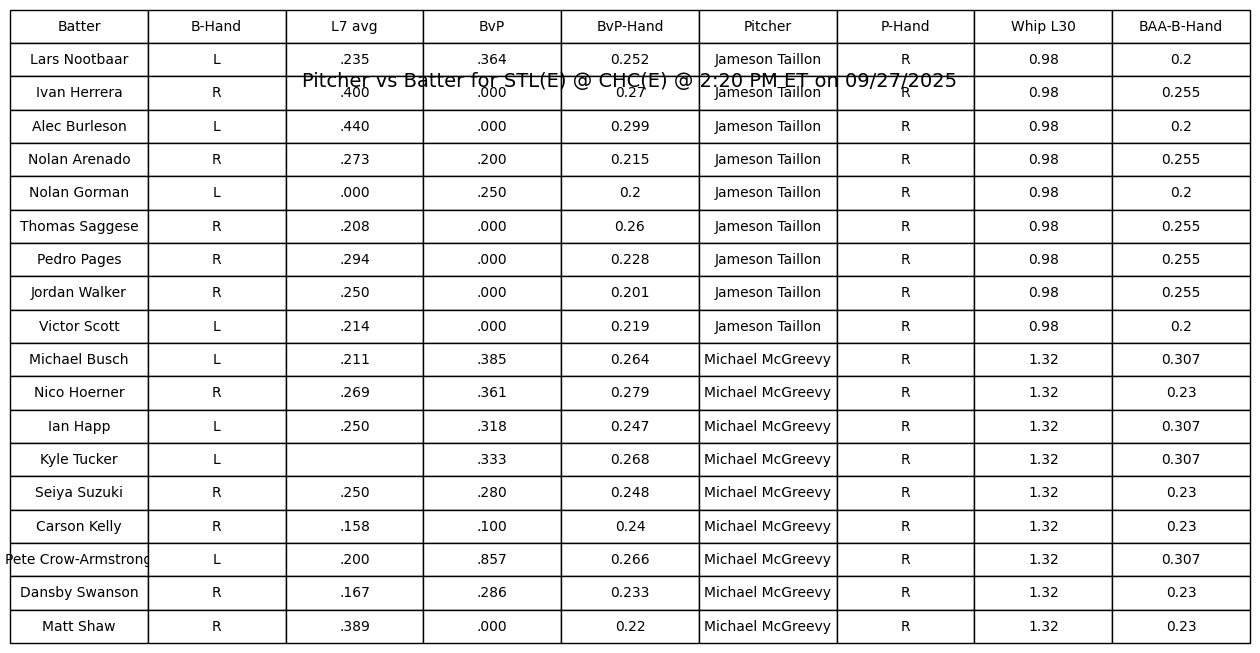 Batter B-Hand L7 avg BvP BvP-Hand Pitcher P-Hand Whip L30 BAA-B-Hand
Lars Nootbaar L .235 .364 0.252 Jameson Taillon R 0.98 0.2
Pitcher vs Batter for STL(E) @ CHC(E) @ 2:20 PM ET on 09/27/2025
Ivan Herrera R .400 .000 0.27 Jameson Taillon R 0.98 0.255
Alec Burleson L .440 .000 0.299 Jameson Taillon R 0.98 0.2
Nolan Arenado R .273 .200 0.215 Jameson Taillon R 0.98 0.255
Nolan Gorman L .000 .250 0.2 Jameson Taillon R 0.98 0.2
Thomas Saggese R .208 .000 0.26 Jameson Taillon R 0.98 0.255
Pedro Pages R .294 .000 0.228 Jameson Taillon R 0.98 0.255
Jordan Walker R .250 .000 0.201 Jameson Taillon R 0.98 0.255
Victor Scott L .214 .000 0.219 Jameson Taillon R 0.98 0.2
Michael Busch L .211 .385 0.264 Michael McGreevy R 1.32 0.307
Nico Hoerner R .269 .361 0.279 Michael McGreevy R 1.32 0.23
Ian Happ L .250 .318 0.247 Michael McGreevy R 1.32 0.307
Kyle Tucker L .333 0.268 Michael McGreevy R 1.32 0.307
Seiya Suzuki R .250 .280 0.248 Michael McGreevy R 1.32 0.23
Carson Kelly R .158 .100 0.24 Michael McGreevy R 1.32 0.23
Pete Crow-Armstrong L .200 .857 0.266 Michael McGreevy R 1.32 0.307
Dansby Swanson R .167 .286 0.233 Michael McGreevy R 1.32 0.23
Matt Shaw R .389 .000 0.22 Michael McGreevy R 1.32 0.23